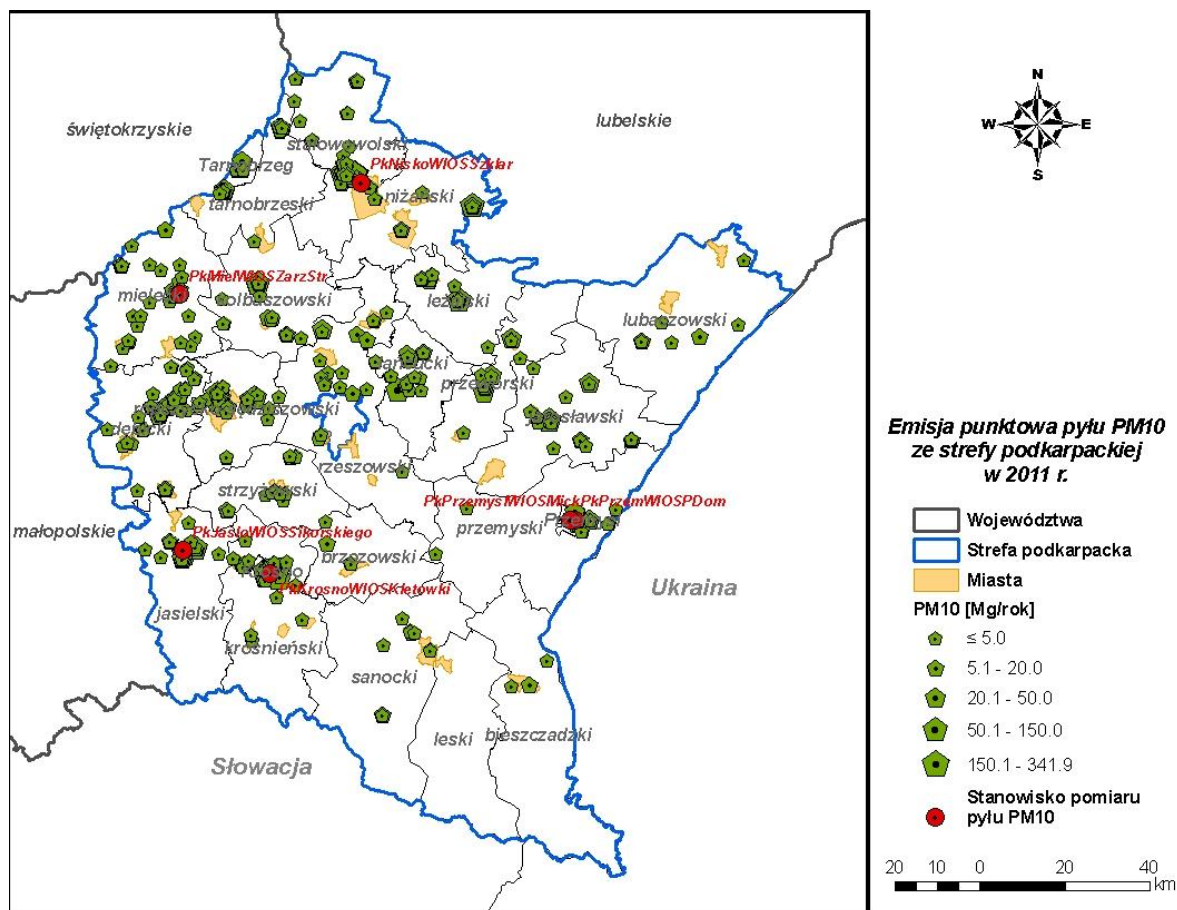 świętokrzyskie
lubelskie
stalowowolski
Tarnobrzeg
PkNiskoWIOSSzklar
niżański
tarnobrzeski
PkMielWIOSZarzStr
mielecki
kolbuszowski
leżajski
lubaczowski
łańcucki
przeworski
dębicki
jarosławski
rzeszowski
strzyżowski
PkPrzemyslWIOSMickPkPrzemWIOSPDom
przemyski
Przemyśl
małopolskie
PkJasloWIOSSikorskiego
brzozowski
Krosno
PkKrosnoWIOSKletowki
Ukraina
jasielski
krośnieński
sanocki
leski
bieszczadzki
Słowacja
N
W
E
S
Emisja punktowa pyłu PM10
ze strefy podkarpackiej
w 2011 r.
Województwa
Strefa podkarpacka
Miasta
PM10 [Mg/rok]
≤ 5.0
5.1 - 20.0
20.1 - 50.0
50.1 - 150.0
150.1 - 341.9
Stanowisko pomiaru
pyłu PM10
20 10 0 20 40
km